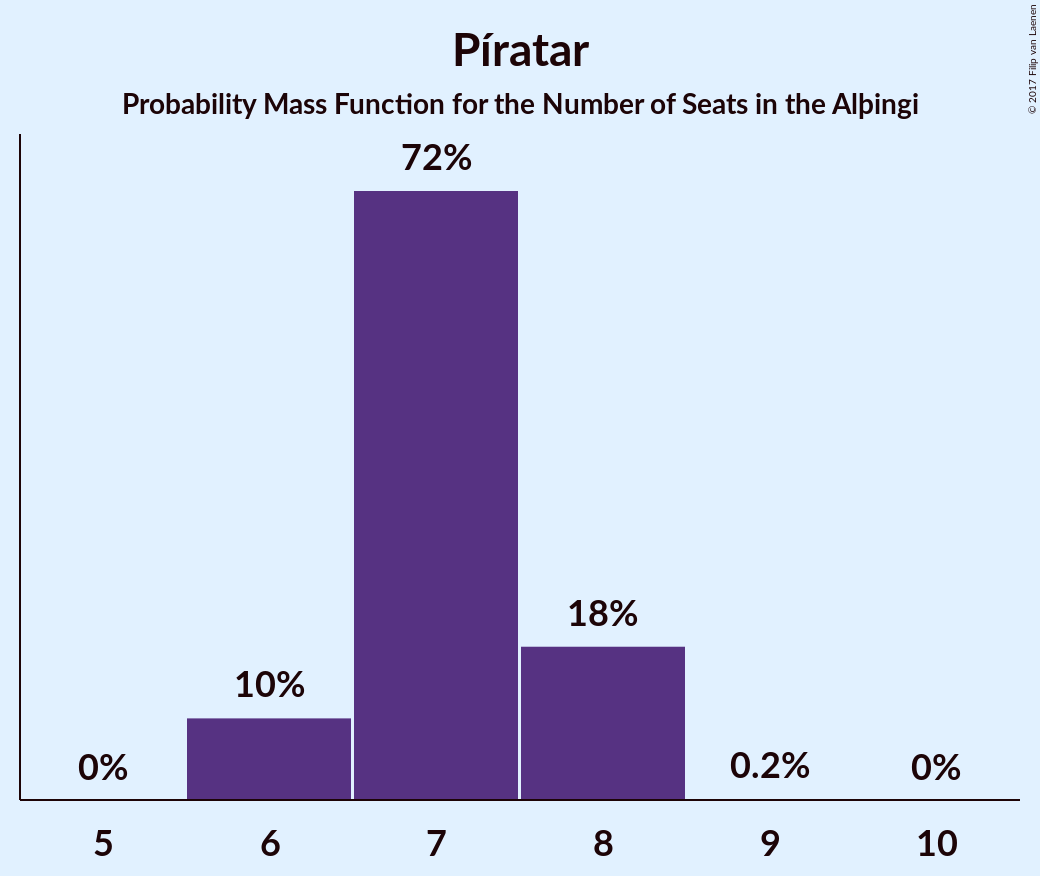 Píratar
Probability Mass Function for the Number of Seats in the Alþingi
© 2017 Filip van Laenen
72%
18%
10%
0%
0.2%
0%
5 6 7 8 9 10